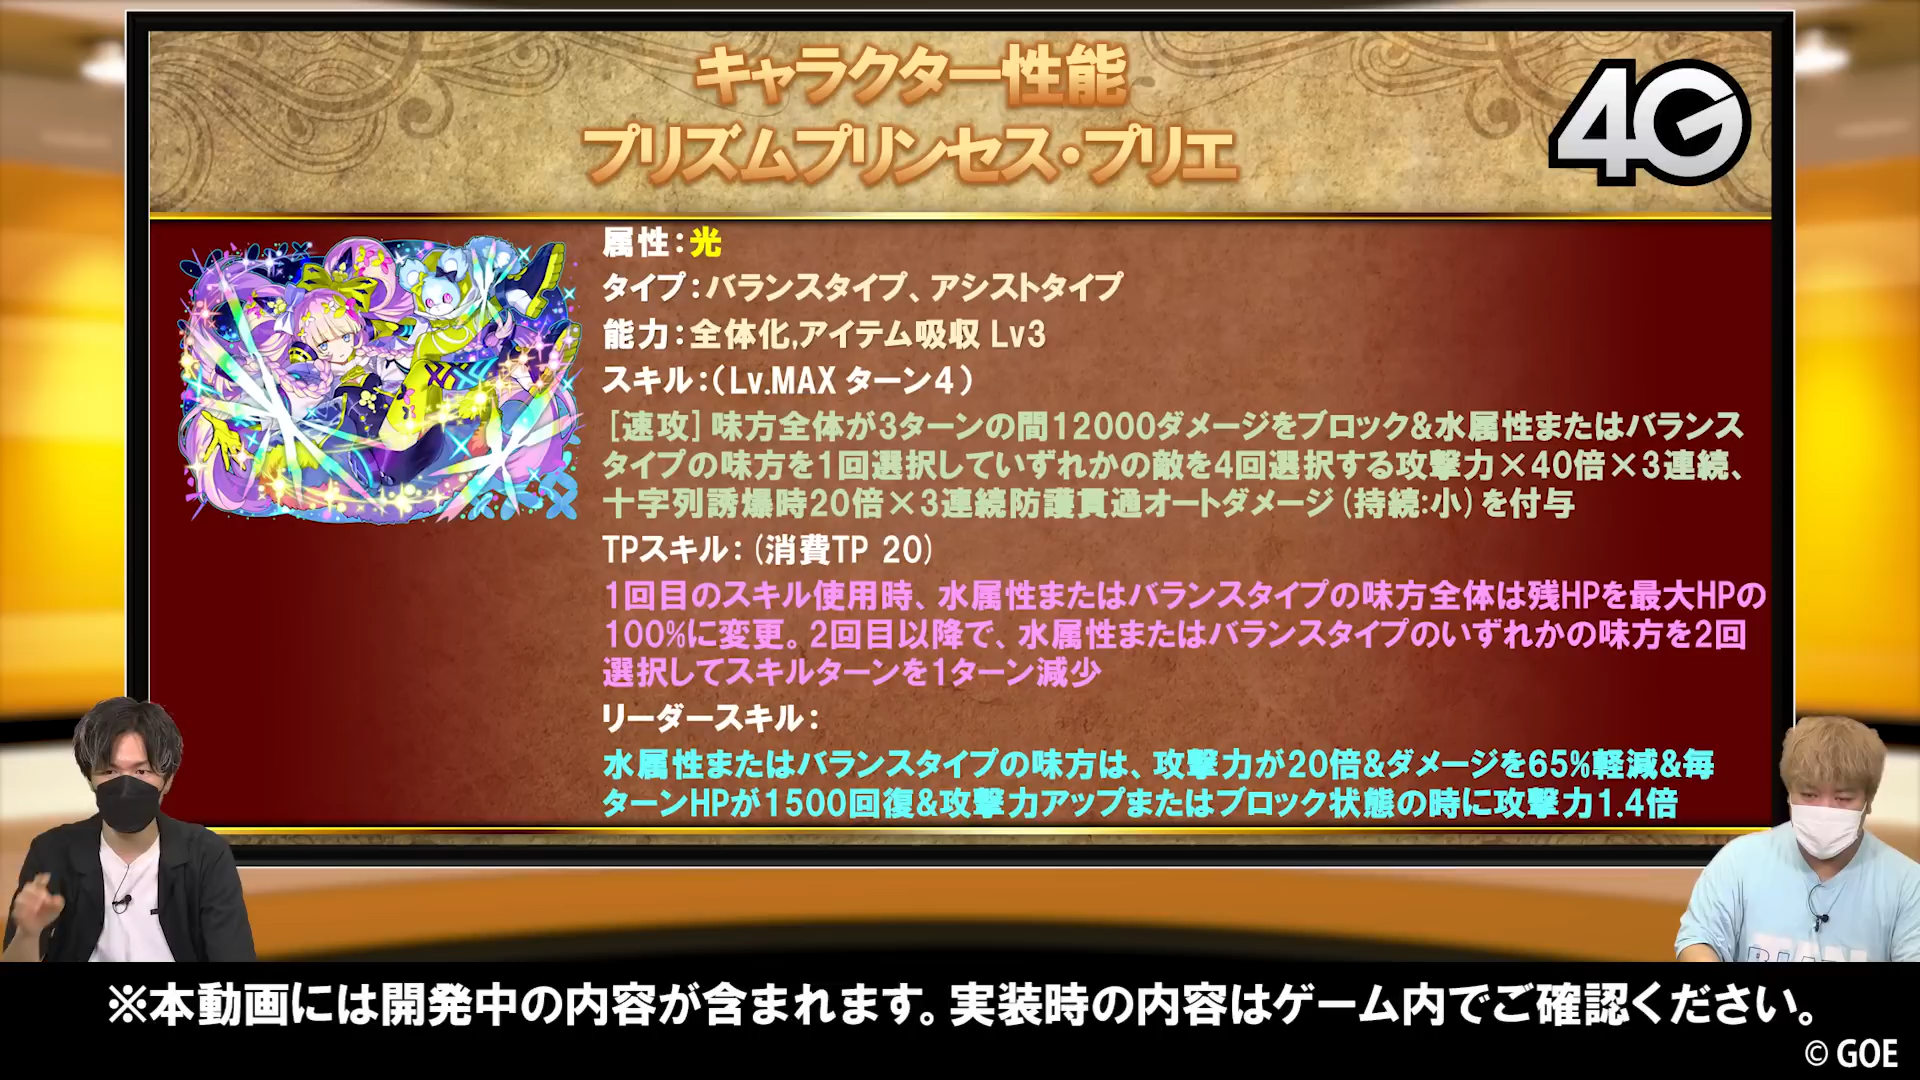 キャラクター性能
プリズムプリンセス・プリエ
4G
属性：光
タイプ：バランスタイプ、アシストタイプ
能力：全体化,アイテム吸収 Lv3
スキル：（Lv.MAX ターン４）
［速攻］味方全体が3ターンの間12000ダメージをブロック&水属性またはバランス
タイプの味方を1回選択していずれかの敵を4回選択する攻撃力×40倍×3連続、
十字列誘爆時20倍×3連続防護貫通オートダメージ（持続:小）を付与
TPスキル：（消費TP 20）
1回目のスキル使用時、水属性またはバランスタイプの味方全体は残HPを最大HPの
100%に変更。2回目以降で、水属性またはバランスタイプのいずれかの味方を2回
選択してスキルターンを1ターン減少
リーダースキル：
水属性またはバランスタイプの味方は、攻撃力が20倍&ダメージを65%軽減&毎
ターンHPが1500回復&攻撃力アップまたはブロック状態の時に攻撃力1.4倍
※本動画には開発中の内容が含まれます。実装時の内容はゲーム内でご確認ください。
© GOE